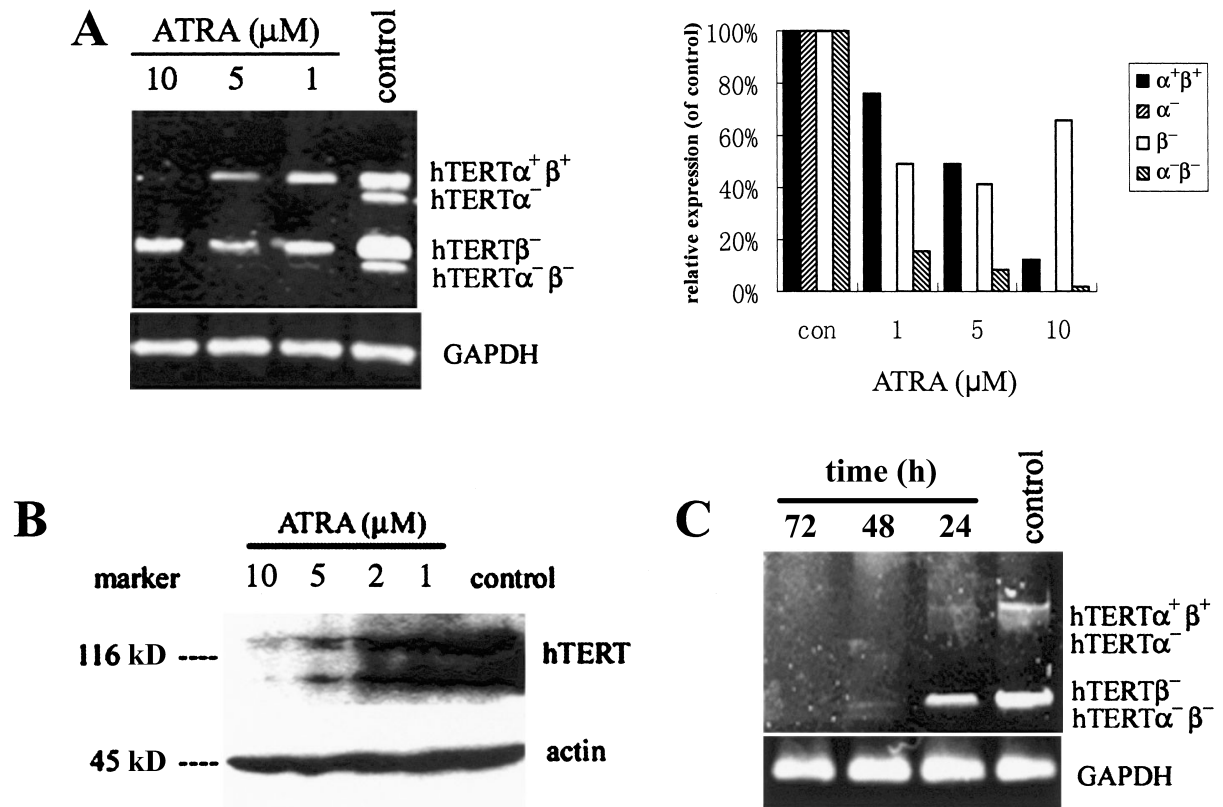 A
ATRA (μM)
10 5 1 control
hTERTα⁺β⁺
hTERTα⁻
hTERTβ⁻
hTERTα⁻β⁻
GAPDH
relative expression (of control)
100%
80%
60%
40%
20%
0%
con 1 5 10
ATRA (μM)
α⁺β⁺
α⁻
β⁻
α⁻β⁻
B
ATRA (μM)
marker 10 5 2 1 control
116 kD ----
hTERT
45 kD ----
actin
C
time (h)
72 48 24 control
hTERTα⁺β⁺
hTERTα⁻
hTERTβ⁻
hTERTα⁻β⁻
GAPDH